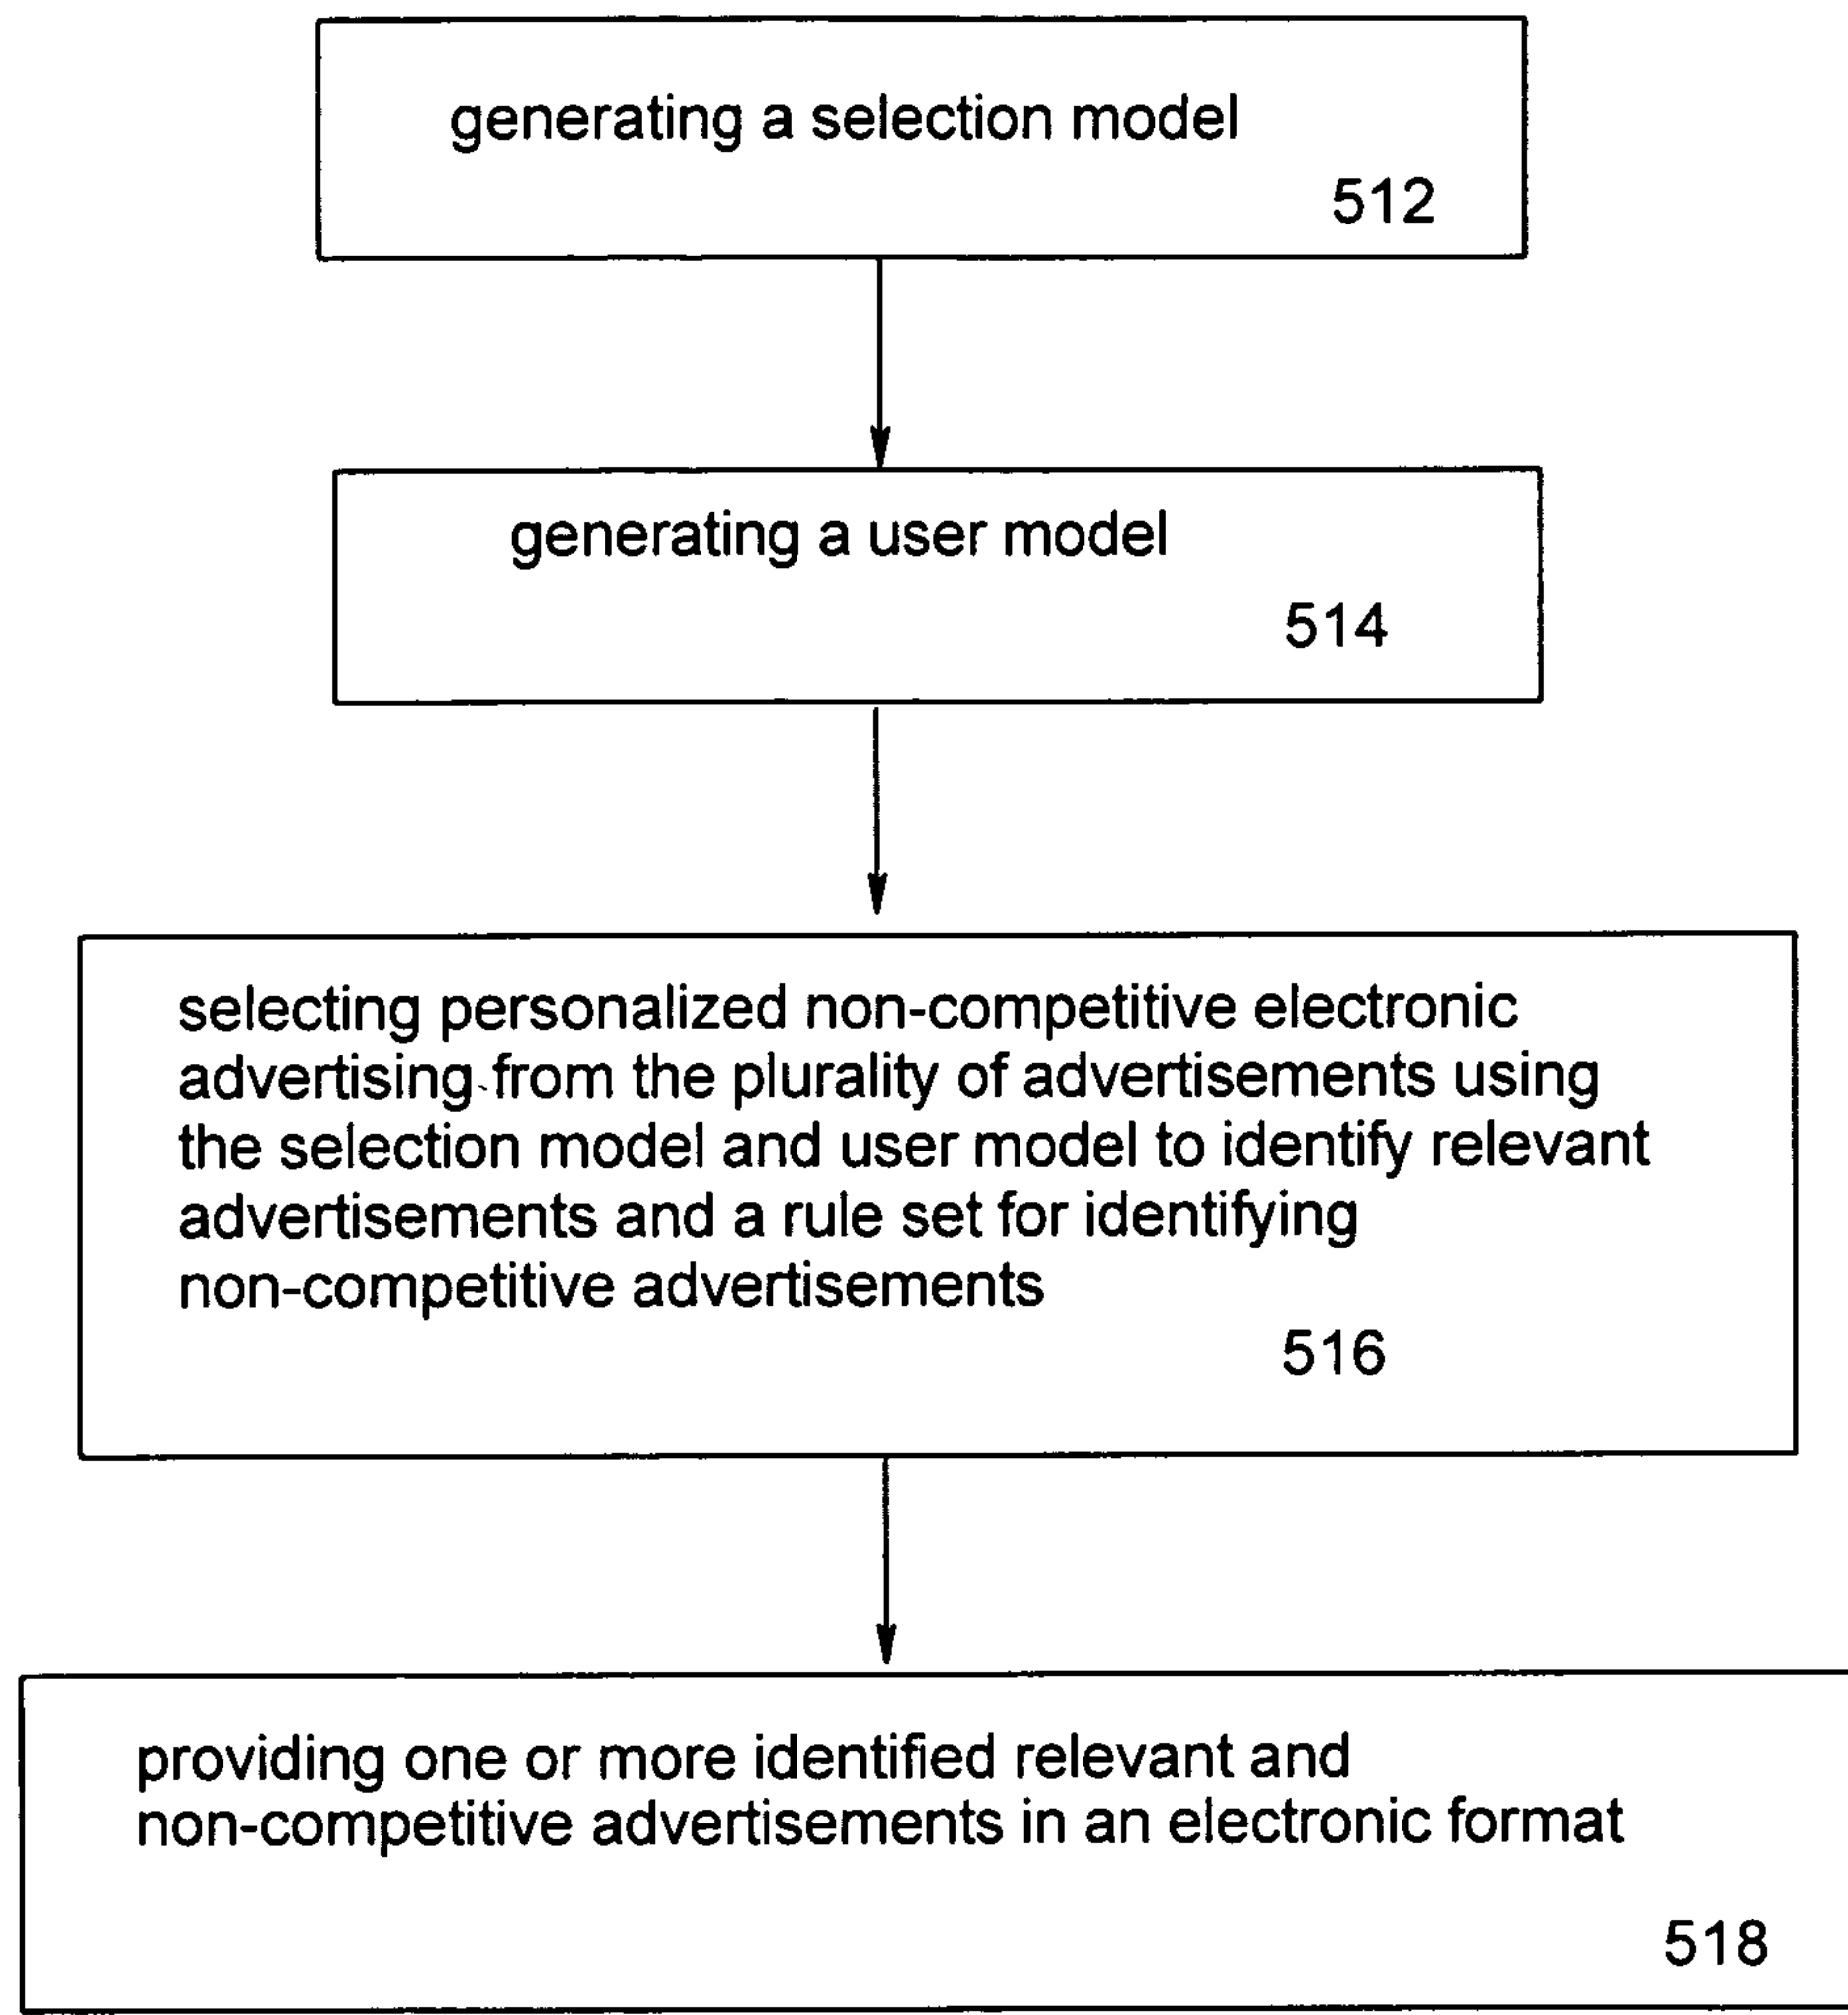 generating a selection model
512
generating a user model
514
selecting personalized non-competitive electronic
advertising from the plurality of advertisements using
the selection model and user model to identify relevant
advertisements and a rule set for identifying
non-competitive advertisements
516
providing one or more identified relevant and
non-competitive advertisements in an electronic format
518